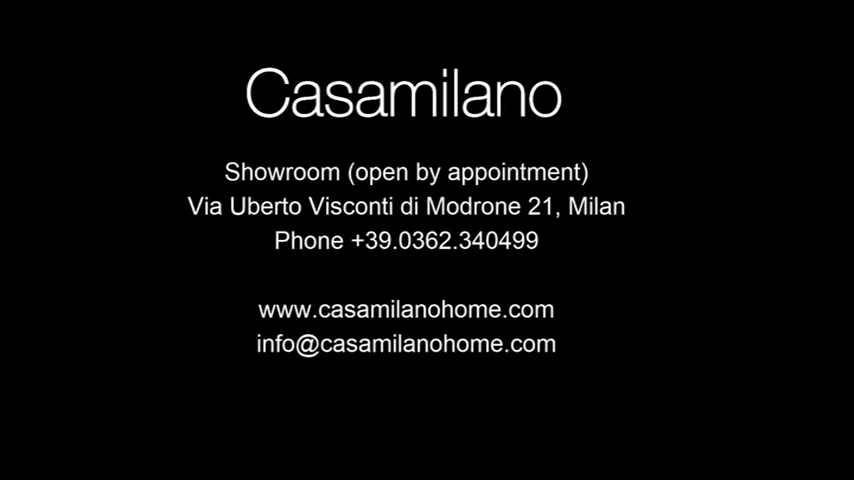 Casamilano
Showroom (open by appointment)
Via Uberto Visconti di Modrone 21, Milan
Phone +39.0362.340499
www.casamilanohome.com
info@casamilanohome.com